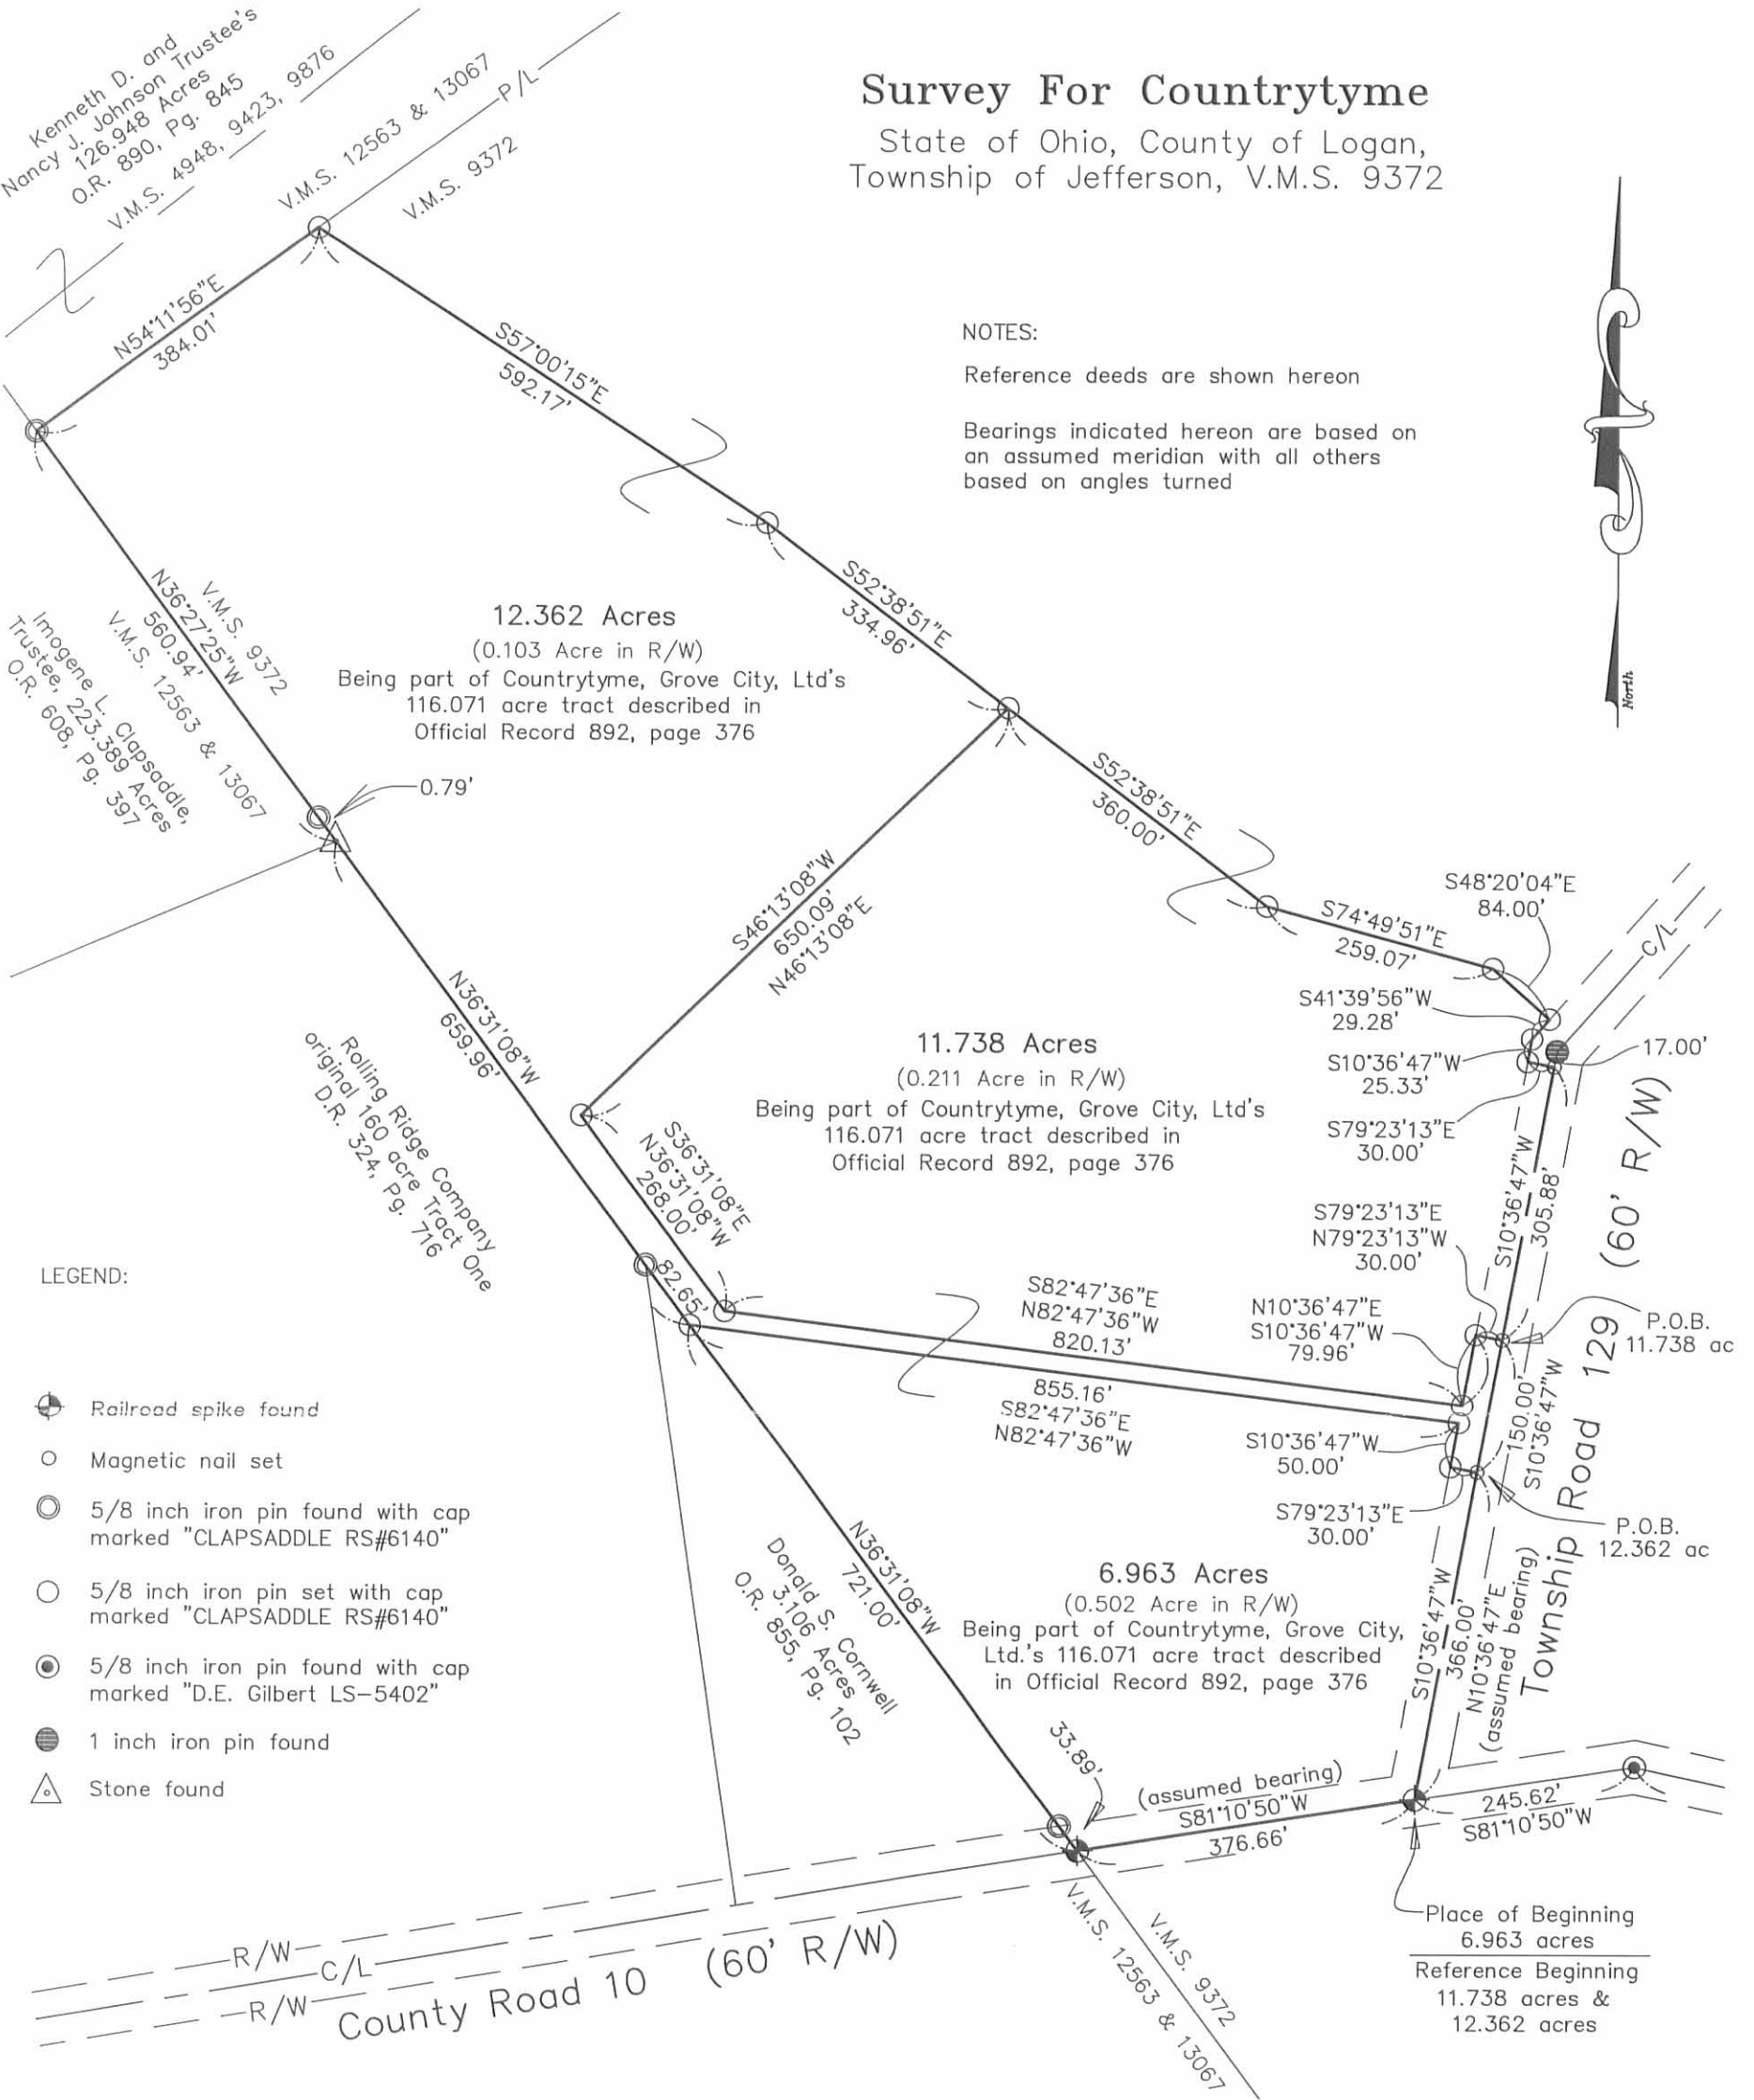 Survey For Countrytyme
State of Ohio, County of Logan,
Township of Jefferson, V.M.S. 9372
Kenneth D. and
Nancy J. Johnson Trustee's
126.948 Acres
O.R. 890, Pg. 845
V.M.S. 4948, 9423, 9876
V.M.S. 12563 & 13067
P/L
V.M.S. 9372
N54°11'56"E
384.01'
S57°00'15"E
592.17'
NOTES:
Reference deeds are shown hereon
Bearings indicated hereon are based on
an assumed meridian with all others
based on angles turned
North
S52°38'51"E
334.96'
12.362 Acres
(0.103 Acre in R/W)
Being part of Countrytyme, Grove City, Ltd's
116.071 acre tract described in
Official Record 892, page 376
V.M.S. 9372
N36°27'25"W
560.94'
V.M.S. 12563 & 13067
Imogene L. Clapsaddle,
Trustee, 223.389 Acres
O.R. 608, Pg. 397
0.79'
S52°38'51"E
360.00'
S46°13'08"W
650.09'
N46°13'08"E
S74°49'51"E
259.07'
S48°20'04"E
84.00'
C/L
S41°39'56"W
29.28'
S10°36'47"W
25.33'
17.00'
S79°23'13"E
30.00'
N36°31'08"W
659.96'
Rolling Ridge Company
original 160 acre Tract One
D.R. 324, Pg. 716
11.738 Acres
(0.211 Acre in R/W)
Being part of Countrytyme, Grove City, Ltd's
116.071 acre tract described in
Official Record 892, page 376
S36°31'08"E
N36°31'08"W
268.00'
S10°36'47"W
305.88'
Township Road 129 (60' R/W)
S79°23'13"E
N79°23'13"W
30.00'
82.65'
S82°47'36"E
N82°47'36"W
820.13'
N10°36'47"E
S10°36'47"W
79.96'
P.O.B.
11.738 ac
855.16'
S82°47'36"E
N82°47'36"W
150.00'
S10°36'47"W
S10°36'47"W
50.00'
S79°23'13"E
30.00'
P.O.B.
12.362 ac
LEGEND:
Railroad spike found
Magnetic nail set
5/8 inch iron pin found with cap
marked "CLAPSADDLE RS#6140"
5/8 inch iron pin set with cap
marked "CLAPSADDLE RS#6140"
5/8 inch iron pin found with cap
marked "D.E. Gilbert LS-5402"
1 inch iron pin found
Stone found
N36°31'08"W
721.00'
Donald S. Cornwell
3.106 Acres
O.R. 855, Pg. 102
6.963 Acres
(0.502 Acre in R/W)
Being part of Countrytyme, Grove City,
Ltd.'s 116.071 acre tract described
in Official Record 892, page 376
S10°36'47"W
366.00'
N10°36'47"E
(assumed bearing)
33.89'
(assumed bearing)
S81°10'50"W
376.66'
245.62'
S81°10'50"W
Place of Beginning
6.963 acres
Reference Beginning
11.738 acres &
12.362 acres
V.M.S. 9372
V.M.S. 12563 & 13067
R/W
C/L
R/W
County Road 10 (60' R/W)